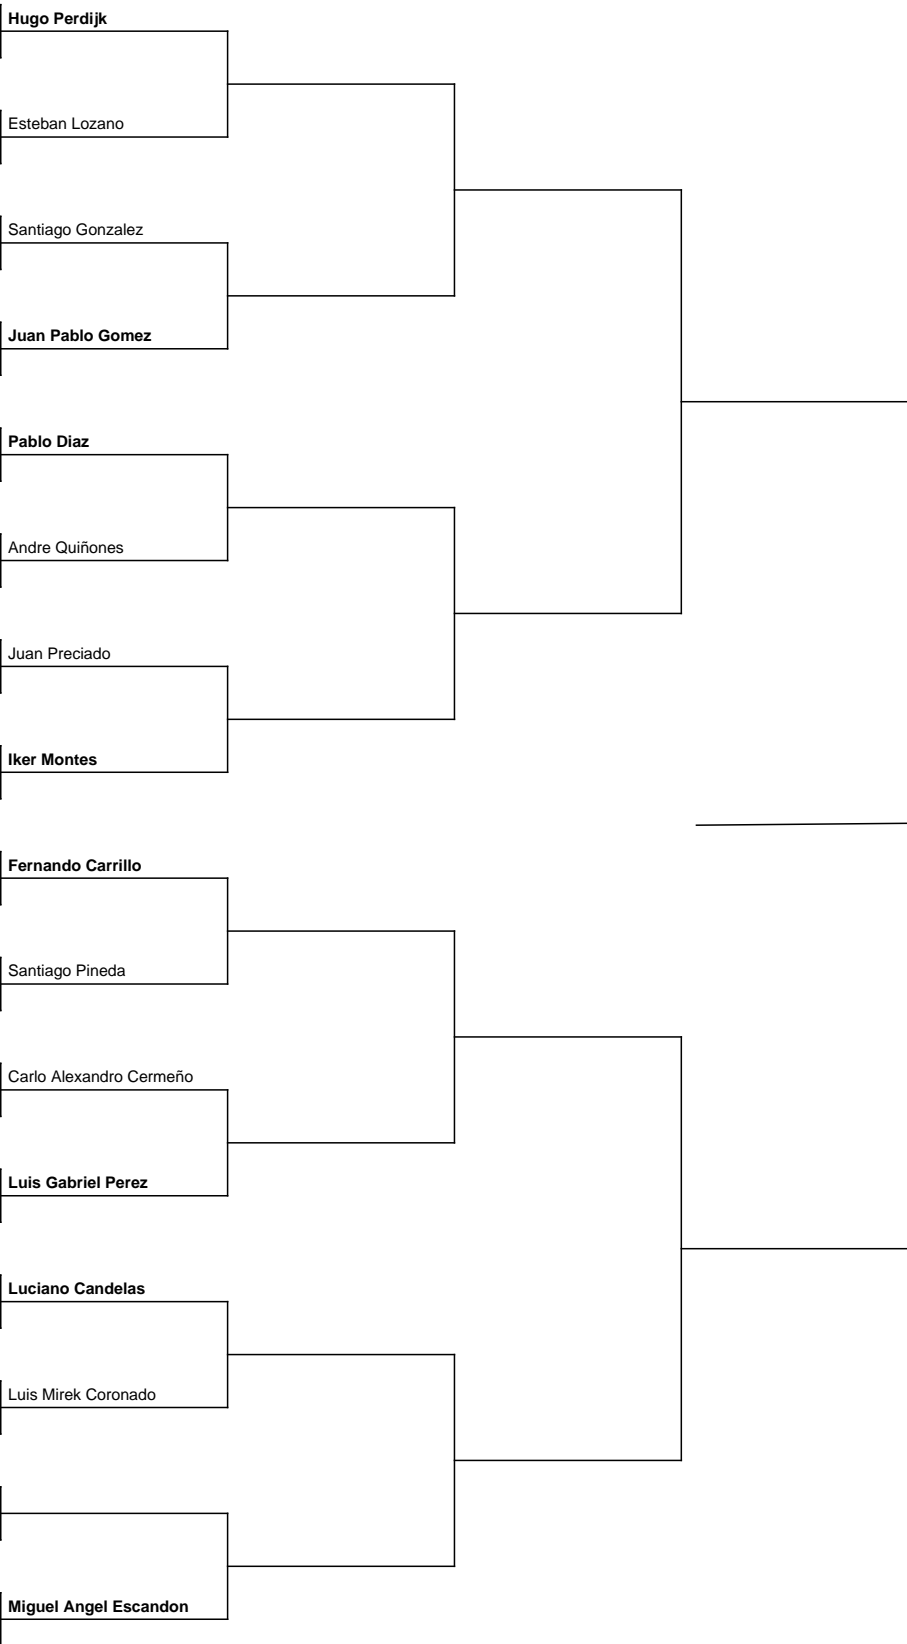 Hugo Perdijk
Esteban Lozano
Santiago Gonzalez
Juan Pablo Gomez
Pablo Diaz
Andre Quiñones
Juan Preciado
Iker Montes
Fernando Carrillo
Santiago Pineda
Carlo Alexandro Cermeño
Luis Gabriel Perez
Luciano Candelas
Luis Mirek Coronado
Miguel Angel Escandon